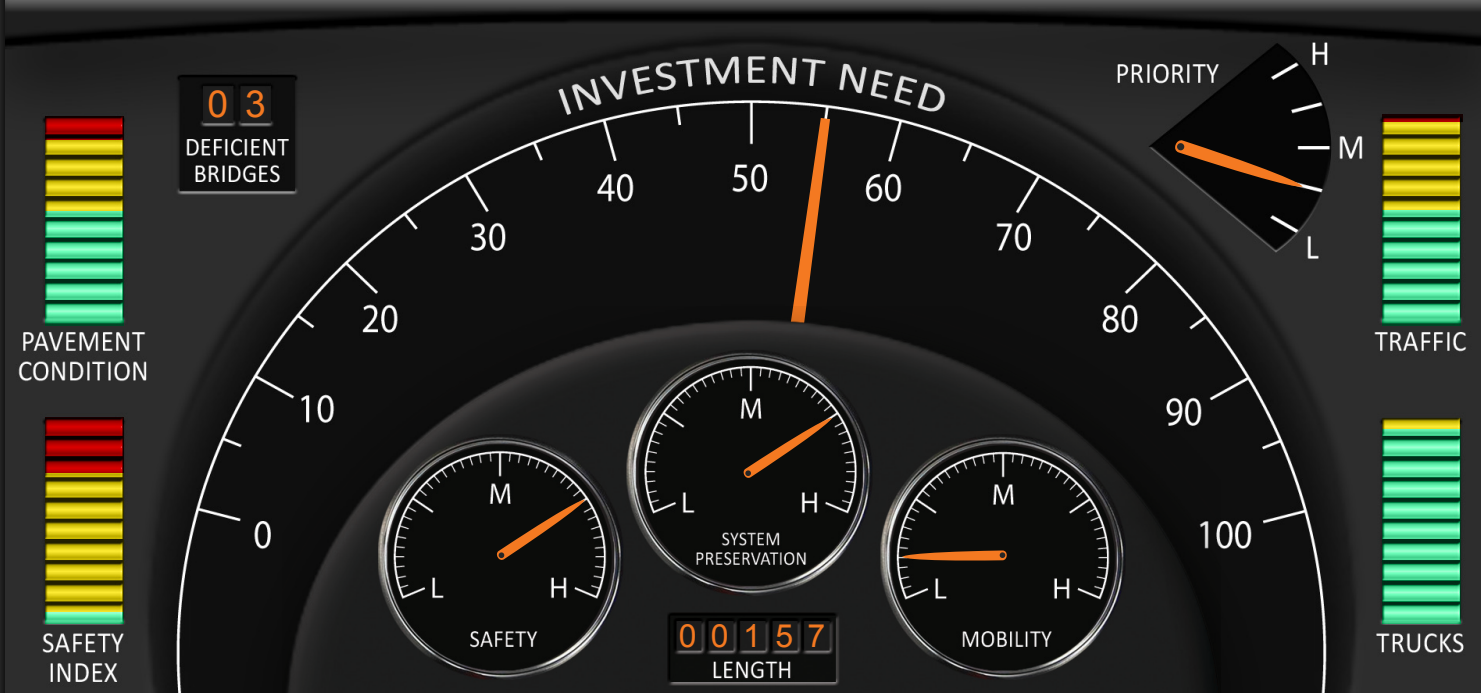 INVESTMENT NEED
PRIORITY
H
M
L
03
DEFICIENT
BRIDGES
0
10
20
30
40
50
60
70
80
90
100
PAVEMENT
CONDITION
TRAFFIC
M
L
H
SYSTEM
PRESERVATION
M
L
H
SAFETY
M
L
H
MOBILITY
00157
LENGTH
SAFETY
INDEX
TRUCKS